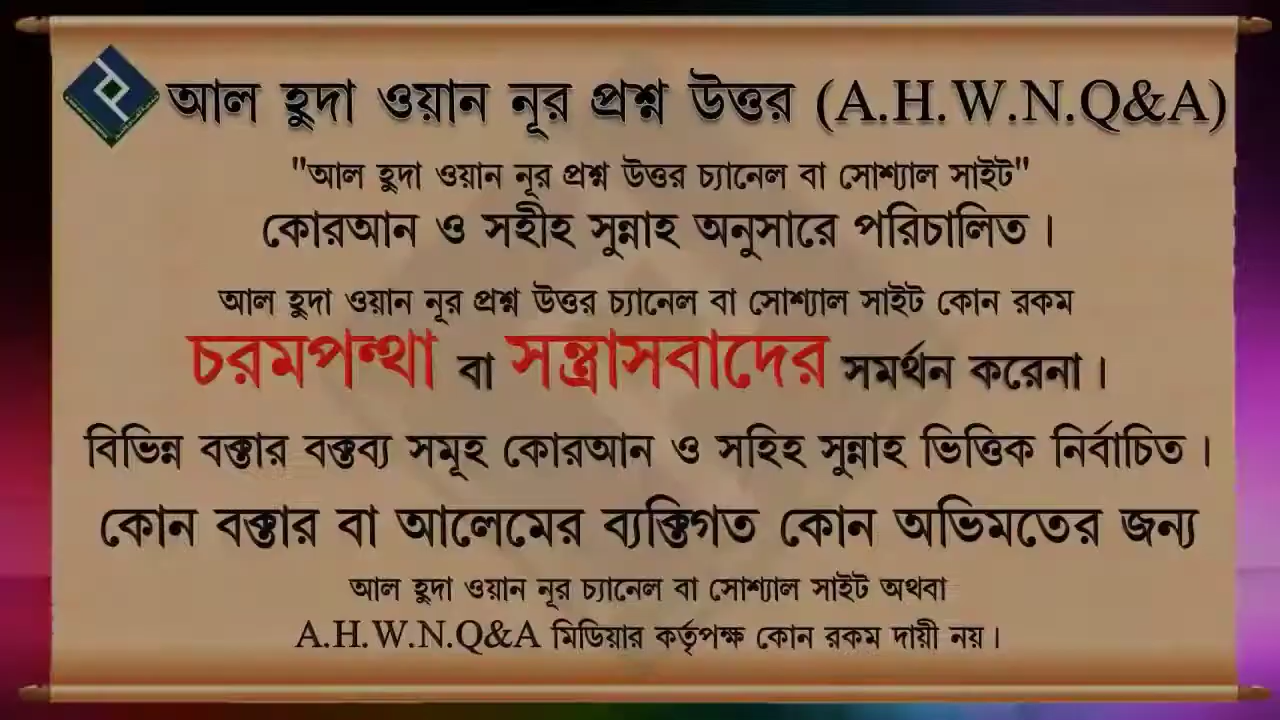 আল হুদা ওয়ান নূর প্রশ্ন উত্তর (A.H.W.N.Q&A)
"আল হুদা ওয়ান নূর প্রশ্ন উত্তর চ্যানেল বা সোশ্যাল সাইট"
কোরআন ও সহীহ সুন্নাহ অনুসারে পরিচালিত ।
আল হুদা ওয়ান নূর প্রশ্ন উত্তর চ্যানেল বা সোশ্যাল সাইট কোন রকম
চরমপন্থা বা সন্ত্রাসবাদের সমর্থন করেনা ।
বিভিন্ন বক্তার বক্তব্য সমূহ কোরআন ও সহিহ সুন্নাহ ভিত্তিক নির্বাচিত ।
কোন বক্তার বা আলেমের ব্যক্তিগত কোন অভিমতের জন্য
আল হুদা ওয়ান নূর চ্যানেল বা সোশ্যাল সাইট অথবা
A.H.W.N.Q&A মিডিয়ার কর্তৃপক্ষ কোন রকম দায়ী নয় ।